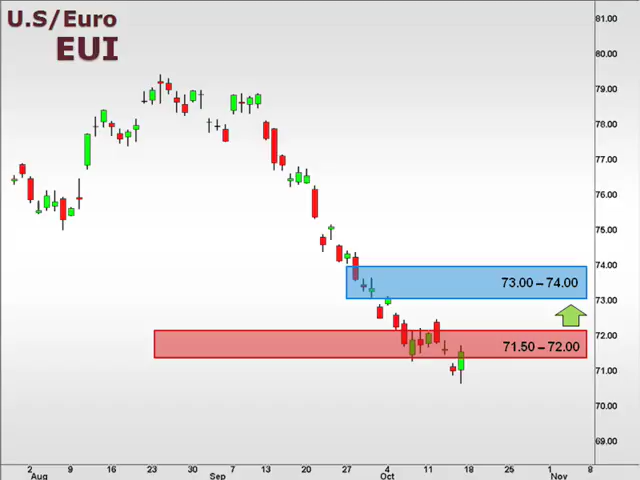 U.S/Euro
EUI
81.00
80.00
79.00
78.00
77.00
76.00
75.00
74.00
73.00
72.00
71.00
70.00
69.00
73.00 – 74.00
71.50 – 72.00
2 9 16 23 30 7 13 20 27 4 11 18 25 1 8
Aug Sep Oct Nov